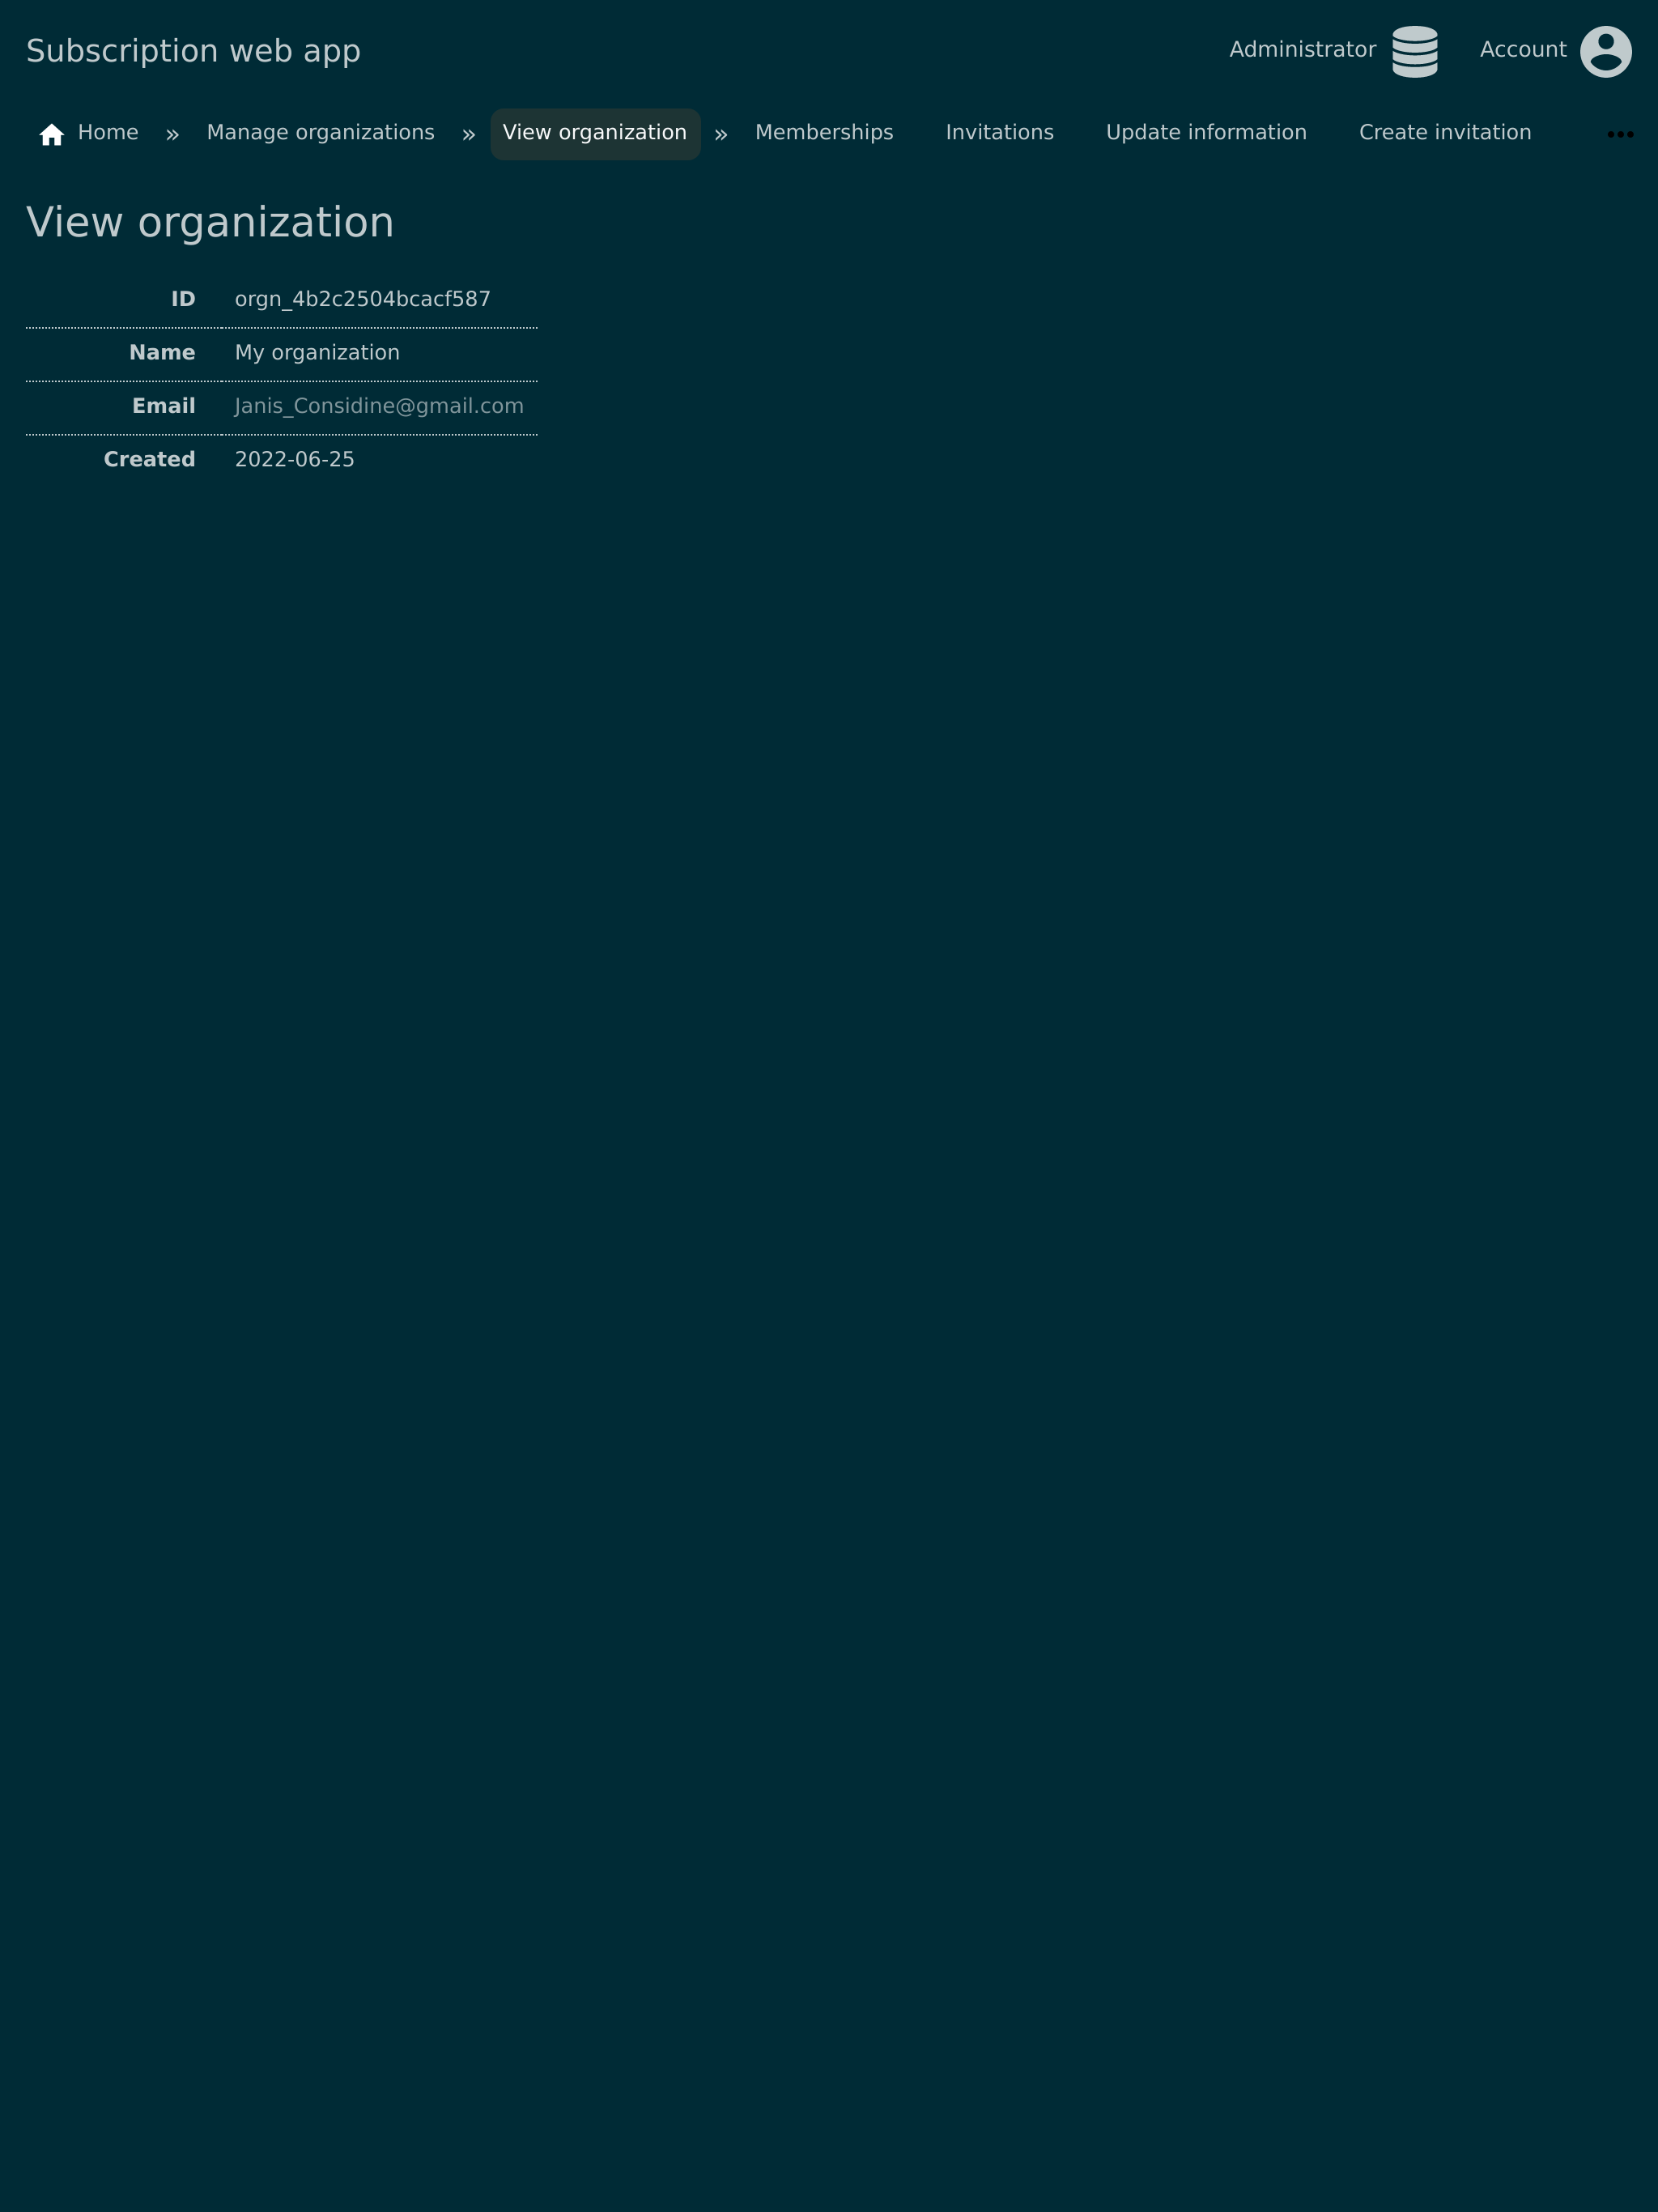 Subscription web app Administrator Account
Home » Manage organizations » View organization » Memberships Invitations Update information Create invitation •••
View organization
ID orgn_4b2c2504bcacf587
Name My organization
Email Janis_Considine@gmail.com
Created 2022-06-25